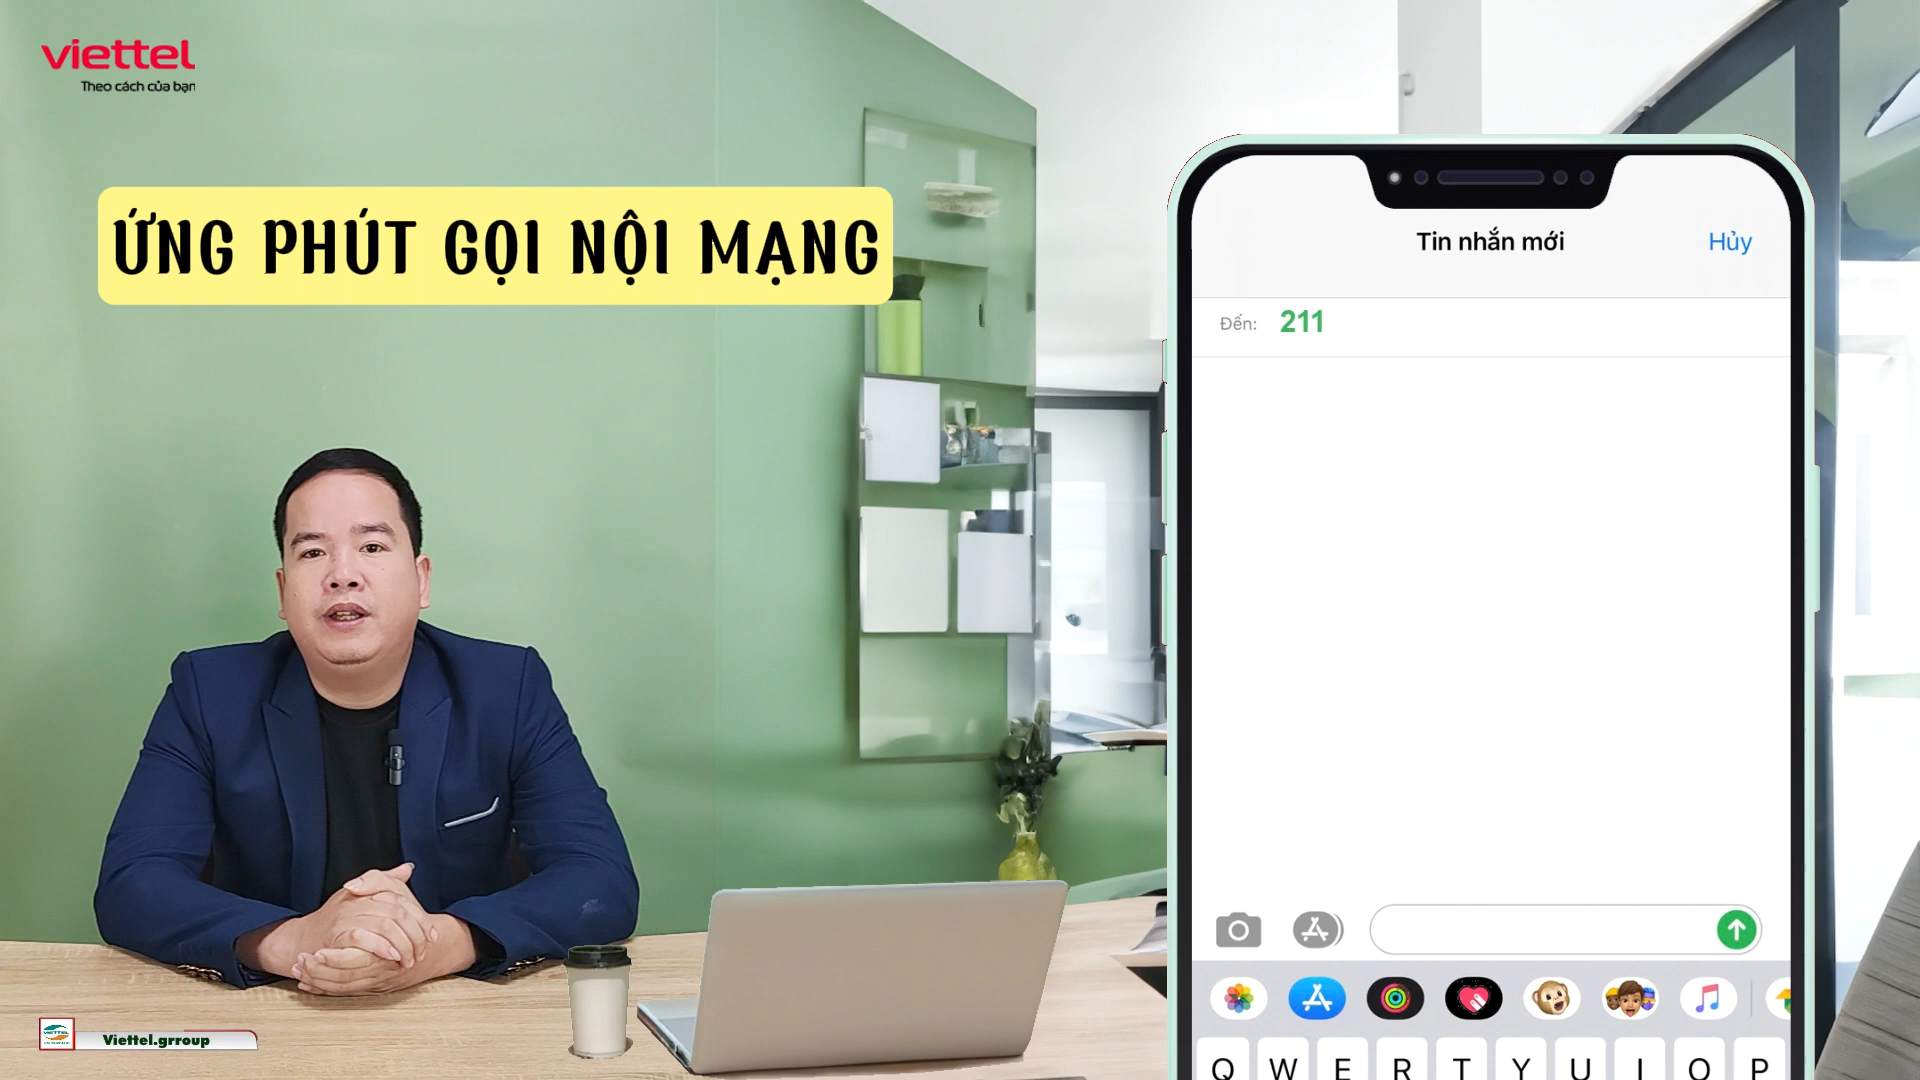 viettel
Theo cách của bạn
ỨNG PHÚT GỌI NỘI MẠNG
Tin nhắn mới
Hủy
Đến: 211
Q W E R T Y U I O P
Viettel.grroup